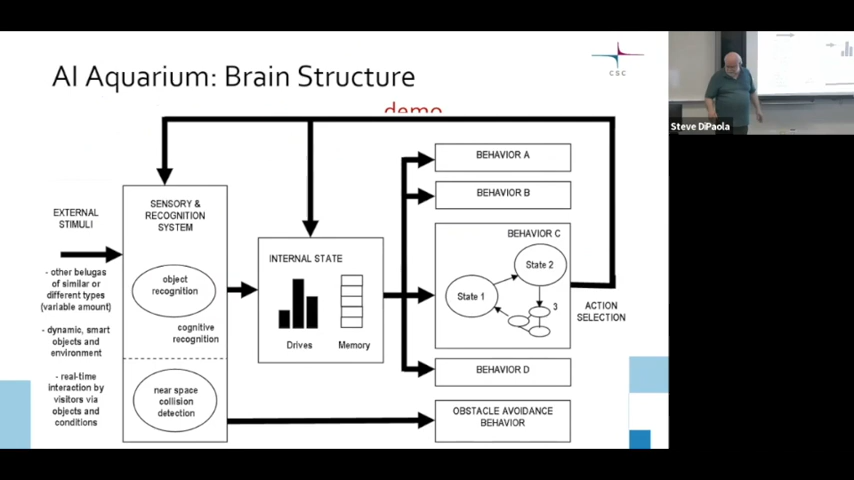 AI Aquarium: Brain Structure
CSC
demo
Steve DiPaola
EXTERNAL
STIMULI
- other belugas
of similar or
different types
(variable amount)
- dynamic, smart
objects and
environment
- real-time
interaction by
visitors via
objects and
conditions
SENSORY &
RECOGNITION
SYSTEM
object
recognition
cognitive
recognition
near space
collision
detection
INTERNAL STATE
Drives
Memory
BEHAVIOR A
BEHAVIOR B
BEHAVIOR C
State 1
State 2
3
BEHAVIOR D
OBSTACLE AVOIDANCE
BEHAVIOR
ACTION
SELECTION